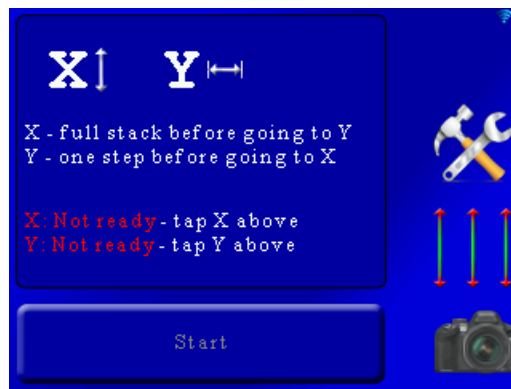 X Y
X - full stack before going to Y
Y - one step before going to X
X: Not ready - tap X above
Y: Not ready - tap Y above
Start